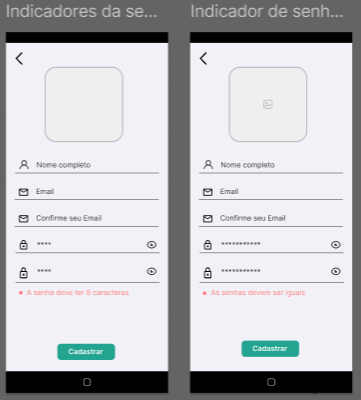 Indicadores da se...
Nome completo
Email
Confirme seu Email
****
****
A senha deve ter 8 caracteres
Cadastrar
Indicador de senh...
Nome completo
Email
Confirme seu Email
***********
***********
As senhas devem ser iguais
Cadastrar